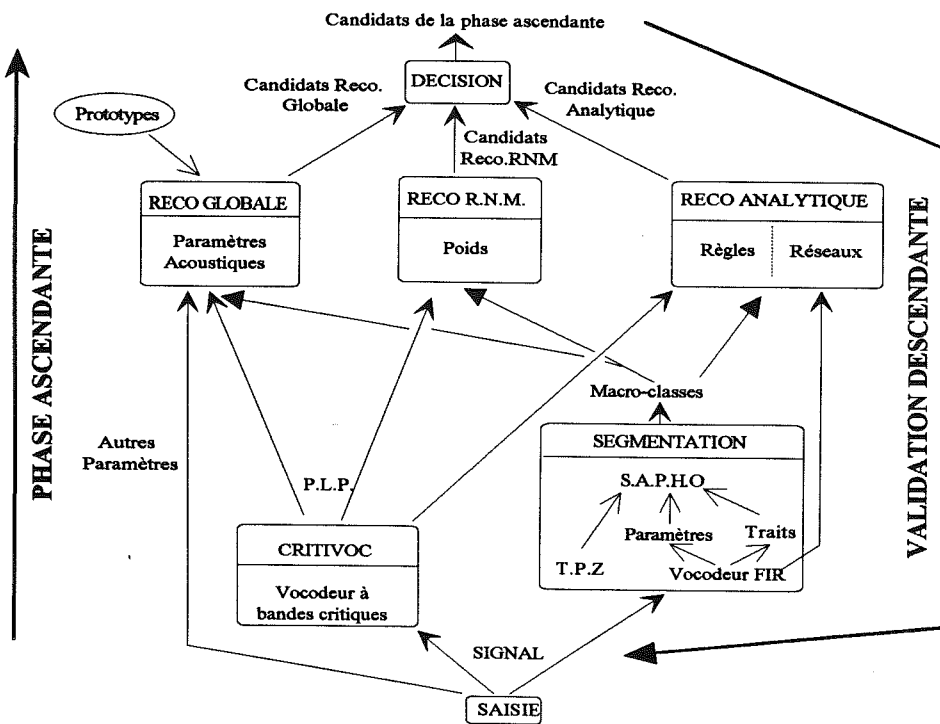 Candidats de la phase ascendante
DECISION
Candidats Reco.
Globale
Candidats Reco.
Analytique
Prototypes
Candidats
Reco.RNM
RECO GLOBALE
Paramètres
Acoustiques
RECO R.N.M.
Poids
RECO ANALYTIQUE
Règles
Réseaux
PHASE ASCENDANTE
VALIDATION DESCENDANTE
Macro-classes
Autres
Paramètres
P.L.P.
SEGMENTATION
S.A.P.H.O
Paramètres
Traits
T.P.Z
Vocodeur FIR
CRITIVOC
Vocodeur à
bandes critiques
SIGNAL
SAISIE